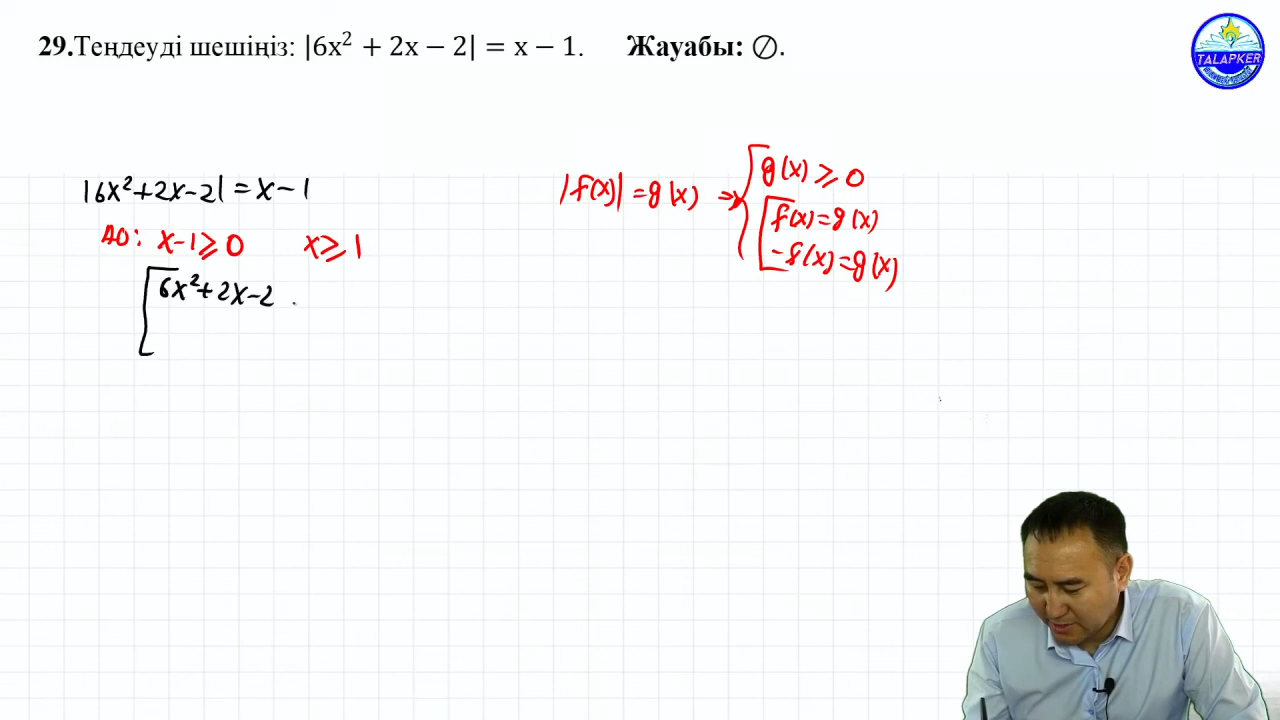 29.Теңдеуді шешіңіз: |6x² + 2x − 2| = x − 1. Жауабы: ∅.
TALAPKER
|6x²+2x-2| = x-1
АО: x-1⩾0 x⩾1
6x²+2x-2
|f(x)| = g(x) ⇒
g(x) ⩾ 0
f(x)=g(x)
-f(x)=g(x)